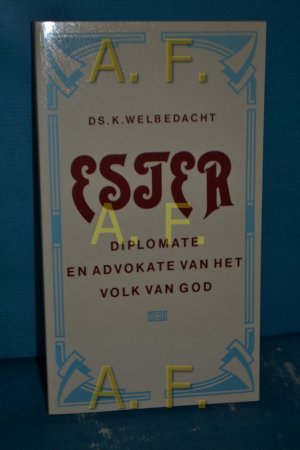 A. F.
DS.K.WELBEDACHT
ESTER
A. F.
DIPLOMATE
EN ADVOKATE VAN HET
VOLK VAN GOD
A. F.